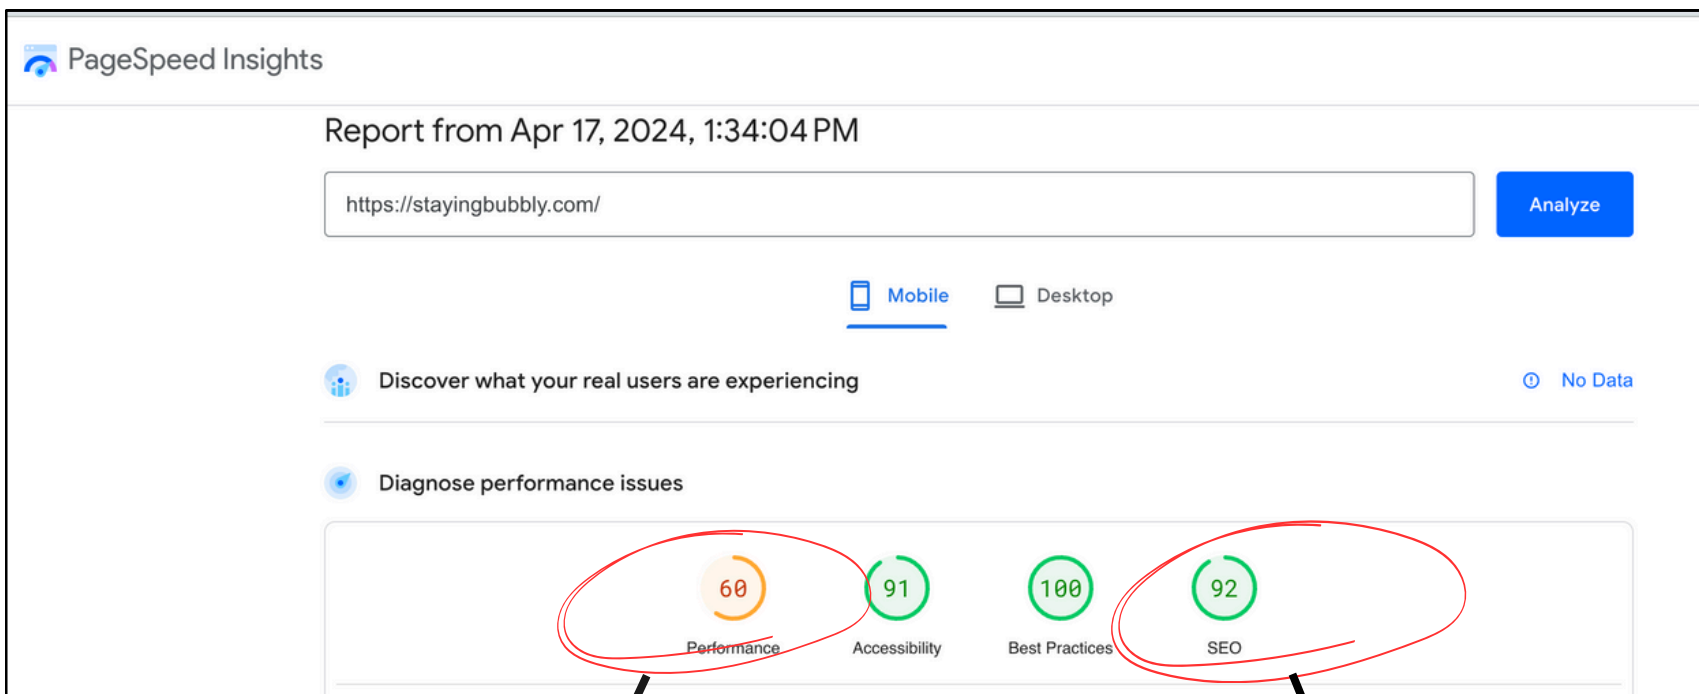 PageSpeed Insights
Report from Apr 17, 2024, 1:34:04 PM
https://stayingbubbly.com/
Analyze
Mobile
Desktop
Discover what your real users are experiencing
No Data
Diagnose performance issues
60
91
100
92
Performance
Accessibility
Best Practices
SEO